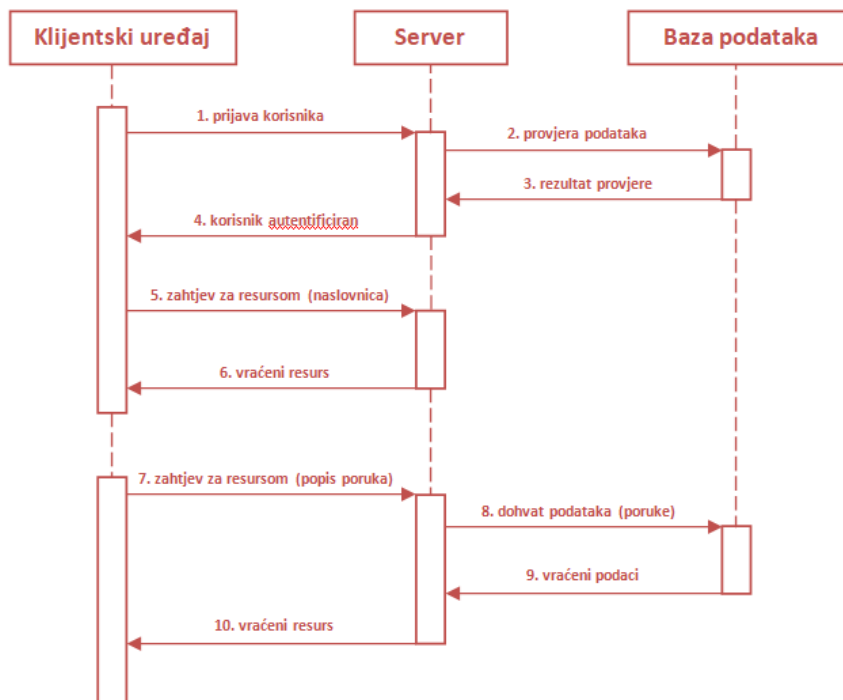 Klijentski uređaj
Server
Baza podataka
1. prijava korisnika
2. provjera podataka
3. rezultat provjere
4. korisnik autentificiran
5. zahtjev za resursom (naslovnica)
6. vraćeni resurs
7. zahtjev za resursom (popis poruka)
8. dohvat podataka (poruke)
9. vraćeni podaci
10. vraćeni resurs